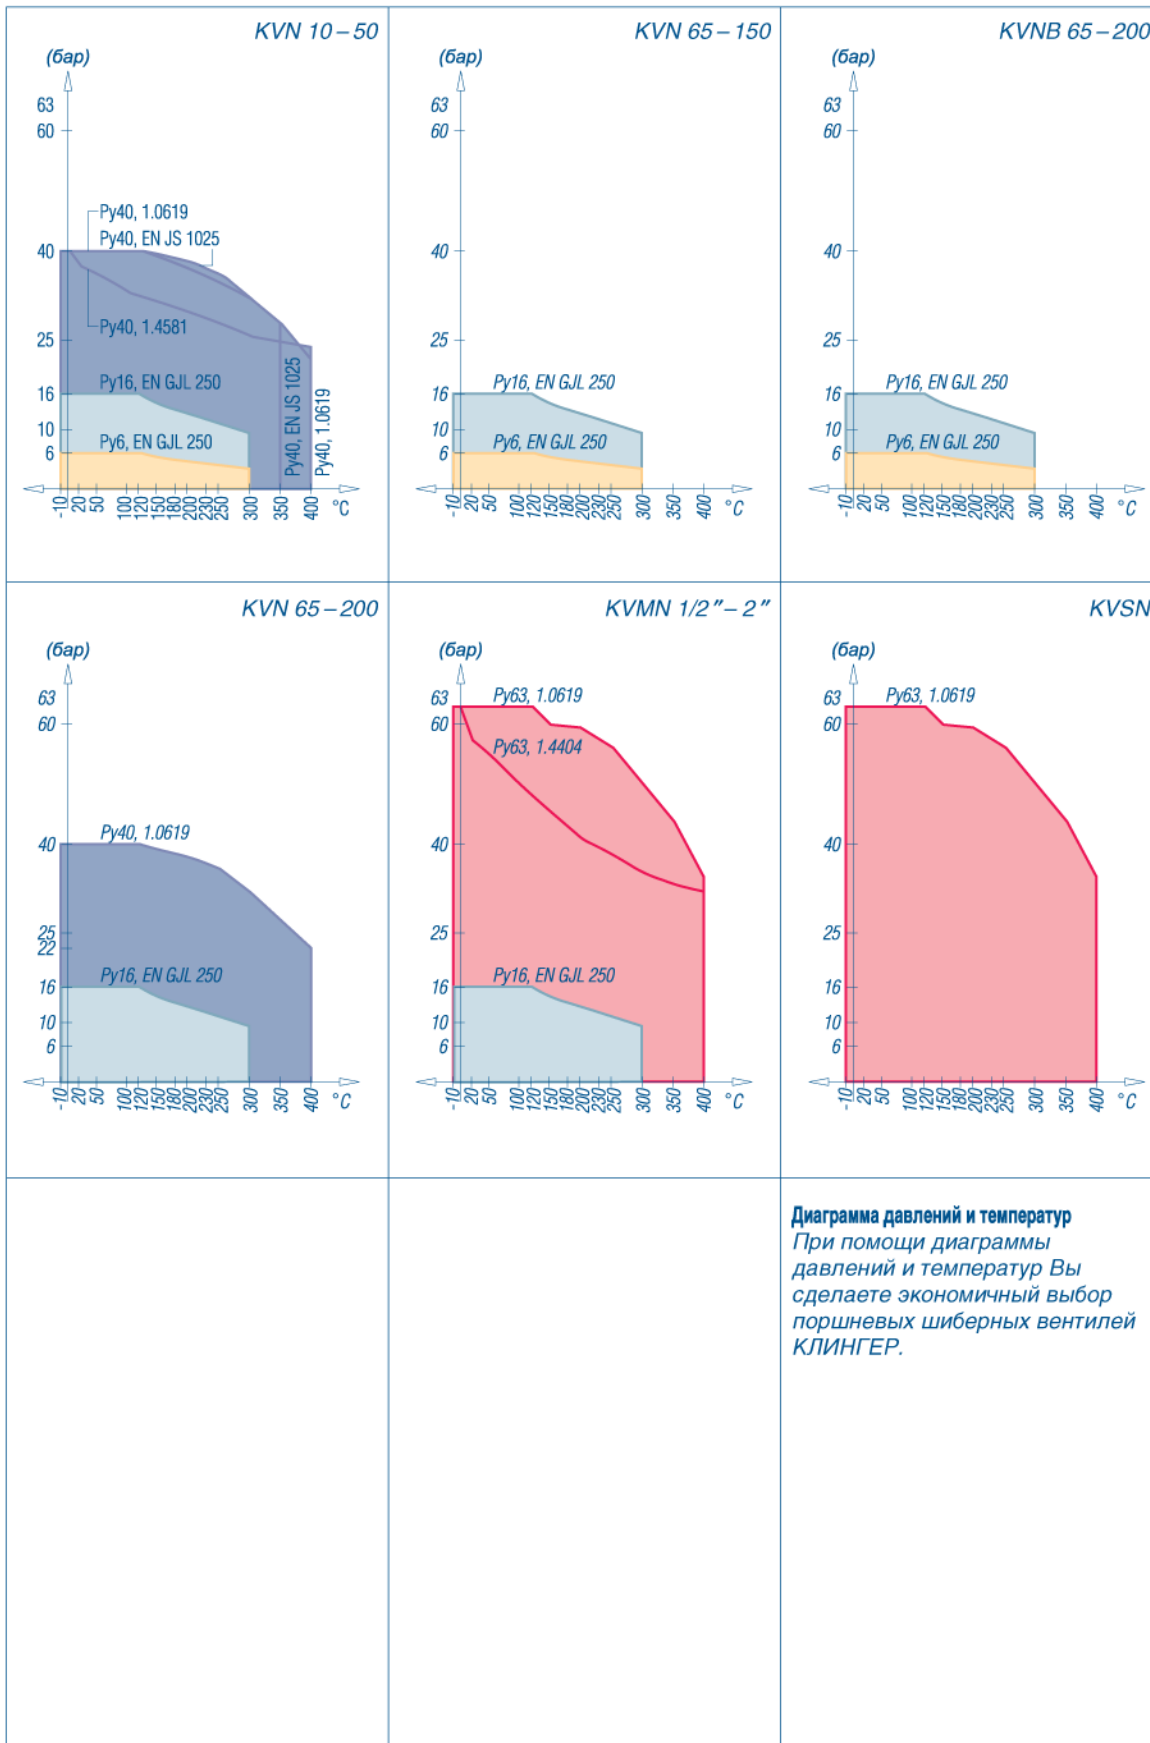 KVN 10 – 50
(бар)
63
60
40
25
16
10
6
Py40, 1.0619
Py40, EN JS 1025
Py40, 1.4581
Py16, EN GJL 250
Py6, EN GJL 250
Py40, EN JS 1025
Py40, 1.0619
-10 20 50 100 120 150 180 200 230 250 300 350 400 °C
KVN 65 – 150
(бар)
63
60
40
25
16
10
6
Py16, EN GJL 250
Py6, EN GJL 250
-10 20 50 100 120 150 180 200 230 250 300 350 400 °C
KVNB 65 – 200
(бар)
63
60
40
25
16
10
6
Py16, EN GJL 250
Py6, EN GJL 250
-10 20 50 100 120 150 180 200 230 250 300 350 400 °C
KVN 65 – 200
(бар)
63
60
40
25
22
16
10
6
Py40, 1.0619
Py16, EN GJL 250
-10 20 50 100 120 150 180 200 230 250 300 350 400 °C
KVMN 1/2″ – 2″
(бар)
63
60
40
25
16
10
6
Py63, 1.0619
Py63, 1.4404
Py16, EN GJL 250
-10 20 50 100 120 150 180 200 230 250 300 350 400 °C
KVSN
(бар)
63
60
40
25
16
10
6
Py63, 1.0619
-10 20 50 100 120 150 180 200 230 250 300 350 400 °C
Диаграмма давлений и температур
При помощи диаграммы
давлений и температур Вы
сделаете экономичный выбор
поршневых шиберных вентилей
КЛИНГЕР.